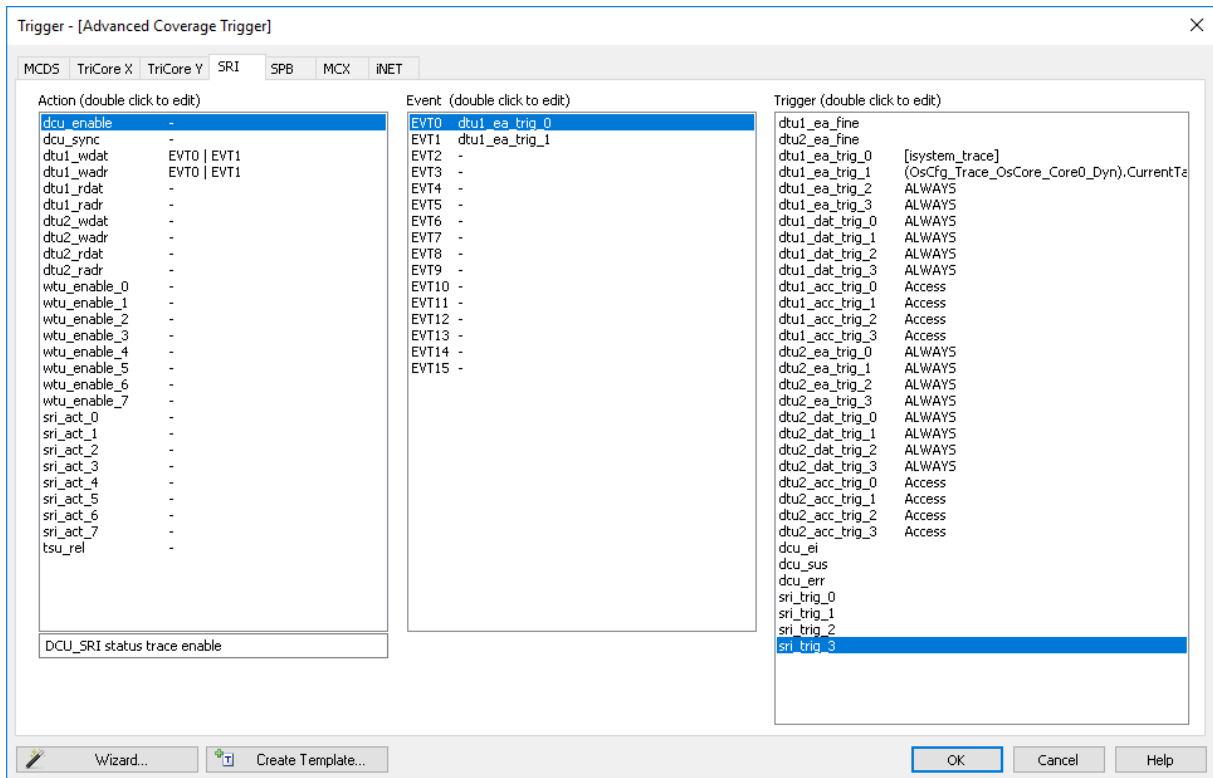 Trigger - [Advanced Coverage Trigger]
MCDS TriCore X TriCore Y SRI SPB MCX iNET
Action (double click to edit)
dcu_enable -
dcu_sync -
dtu1_wdat EVT0 | EVT1
dtu1_wadr EVT0 | EVT1
dtu1_rdat -
dtu1_radr -
dtu2_wdat -
dtu2_wadr -
dtu2_rdat -
dtu2_radr -
wtu_enable_0 -
wtu_enable_1 -
wtu_enable_2 -
wtu_enable_3 -
wtu_enable_4 -
wtu_enable_5 -
wtu_enable_6 -
wtu_enable_7 -
sri_act_0 -
sri_act_1 -
sri_act_2 -
sri_act_3 -
sri_act_4 -
sri_act_5 -
sri_act_6 -
sri_act_7 -
tsu_rel -
DCU_SRI status trace enable
Event (double click to edit)
EVT0 dtu1_ea_trig_0
EVT1 dtu1_ea_trig_1
EVT2 -
EVT3 -
EVT4 -
EVT5 -
EVT6 -
EVT7 -
EVT8 -
EVT9 -
EVT10 -
EVT11 -
EVT12 -
EVT13 -
EVT14 -
EVT15 -
Trigger (double click to edit)
dtu1_ea_fine
dtu2_ea_fine
dtu1_ea_trig_0 [isystem_trace]
dtu1_ea_trig_1 (OsCfg_Trace_OsCore_Core0_Dyn).CurrentTa
dtu1_ea_trig_2 ALWAYS
dtu1_ea_trig_3 ALWAYS
dtu1_dat_trig_0 ALWAYS
dtu1_dat_trig_1 ALWAYS
dtu1_dat_trig_2 ALWAYS
dtu1_dat_trig_3 ALWAYS
dtu1_acc_trig_0 Access
dtu1_acc_trig_1 Access
dtu1_acc_trig_2 Access
dtu1_acc_trig_3 Access
dtu2_ea_trig_0 ALWAYS
dtu2_ea_trig_1 ALWAYS
dtu2_ea_trig_2 ALWAYS
dtu2_ea_trig_3 ALWAYS
dtu2_dat_trig_0 ALWAYS
dtu2_dat_trig_1 ALWAYS
dtu2_dat_trig_2 ALWAYS
dtu2_dat_trig_3 ALWAYS
dtu2_acc_trig_0 Access
dtu2_acc_trig_1 Access
dtu2_acc_trig_2 Access
dtu2_acc_trig_3 Access
dcu_ei
dcu_sus
dcu_err
sri_trig_0
sri_trig_1
sri_trig_2
sri_trig_3
Wizard... Create Template... OK Cancel Help